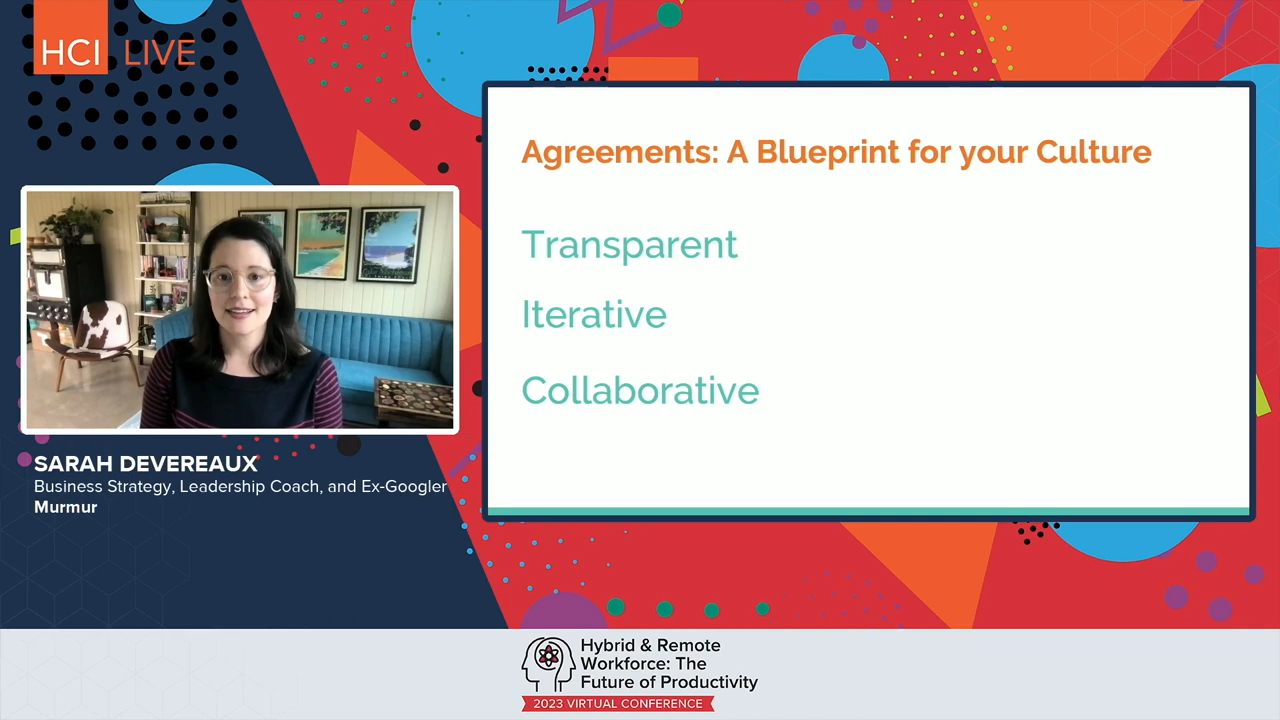 HCI LIVE
Agreements: A Blueprint for your Culture
Transparent
Iterative
Collaborative
SARAH DEVEREAUX
Business Strategy, Leadership Coach, and Ex-Googler
Murmur
Hybrid & Remote
Workforce: The
Future of Productivity
2023 VIRTUAL CONFERENCE